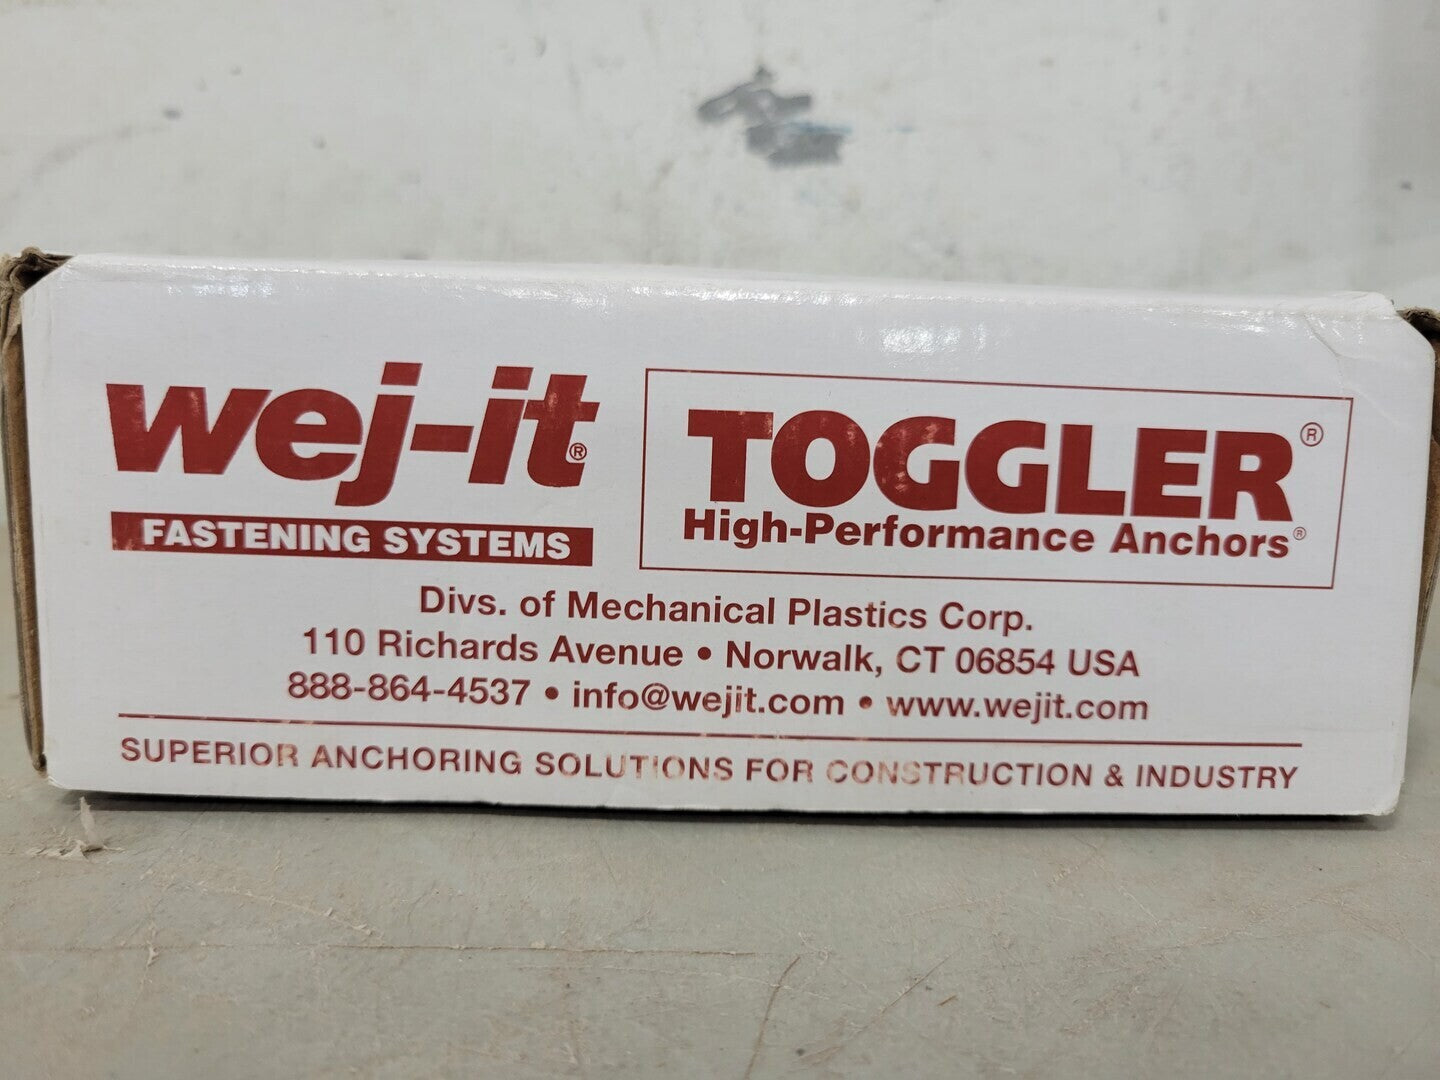 wej-it®
FASTENING SYSTEMS
TOGGLER®
High-Performance Anchors®
Divs. of Mechanical Plastics Corp.
110 Richards Avenue • Norwalk, CT 06854 USA
888-864-4537 • info@wejit.com • www.wejit.com
SUPERIOR ANCHORING SOLUTIONS FOR CONSTRUCTION & INDUSTRY